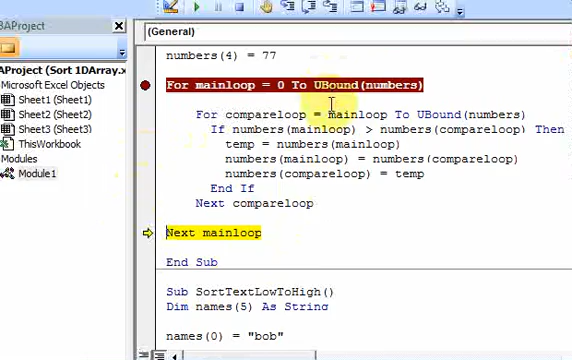 BAProject
(General)
numbers(4) = 77
BAProject (Sort 1DArray.x
Microsoft Excel Objects
Sheet1 (Sheet1)
Sheet2 (Sheet2)
Sheet3 (Sheet3)
ThisWorkbook
Modules
Module1
For mainloop = 0 To UBound(numbers)
For compareloop = mainloop To UBound(numbers)
If numbers(mainloop) > numbers(compareloop) Then
temp = numbers(mainloop)
numbers(mainloop) = numbers(compareloop)
numbers(compareloop) = temp
End If
Next compareloop
Next mainloop
End Sub
Sub SortTextLowToHigh()
Dim names(5) As String
names(0) = "bob"